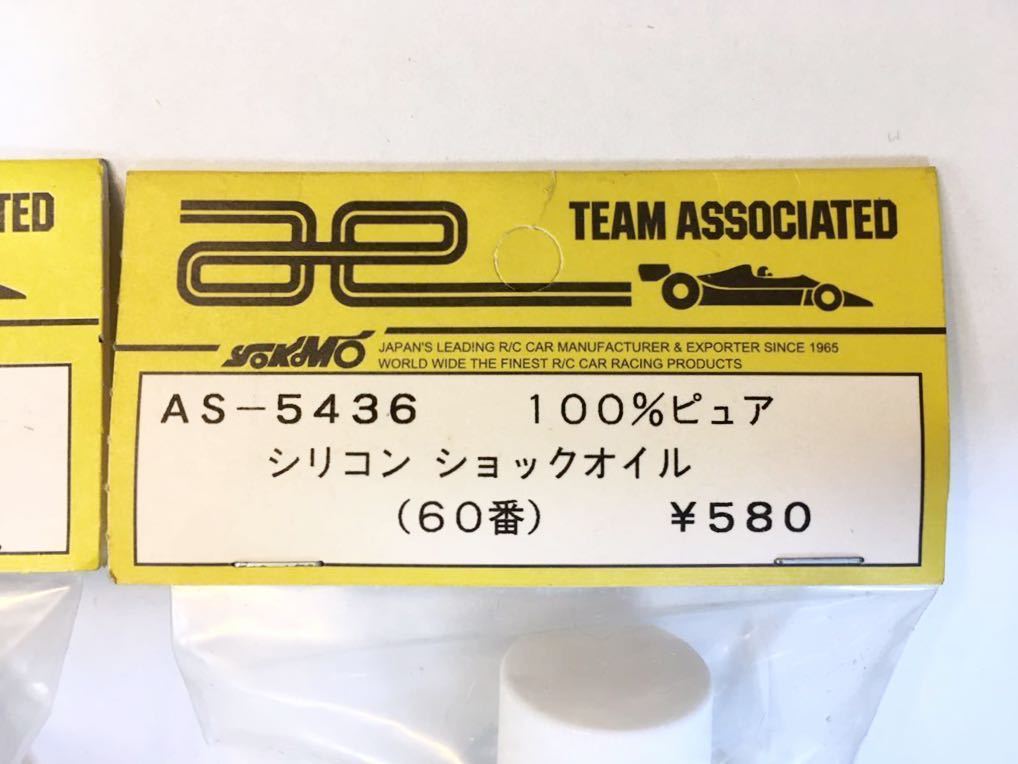 TED
ae
TEAM ASSOCIATED
YOKOMO
JAPAN'S LEADING R/C CAR MANUFACTURER & EXPORTER SINCE 1965
WORLD WIDE THE FINEST R/C CAR RACING PRODUCTS
AS-5436 100%ピュア
シリコン ショックオイル
(60番) ¥580